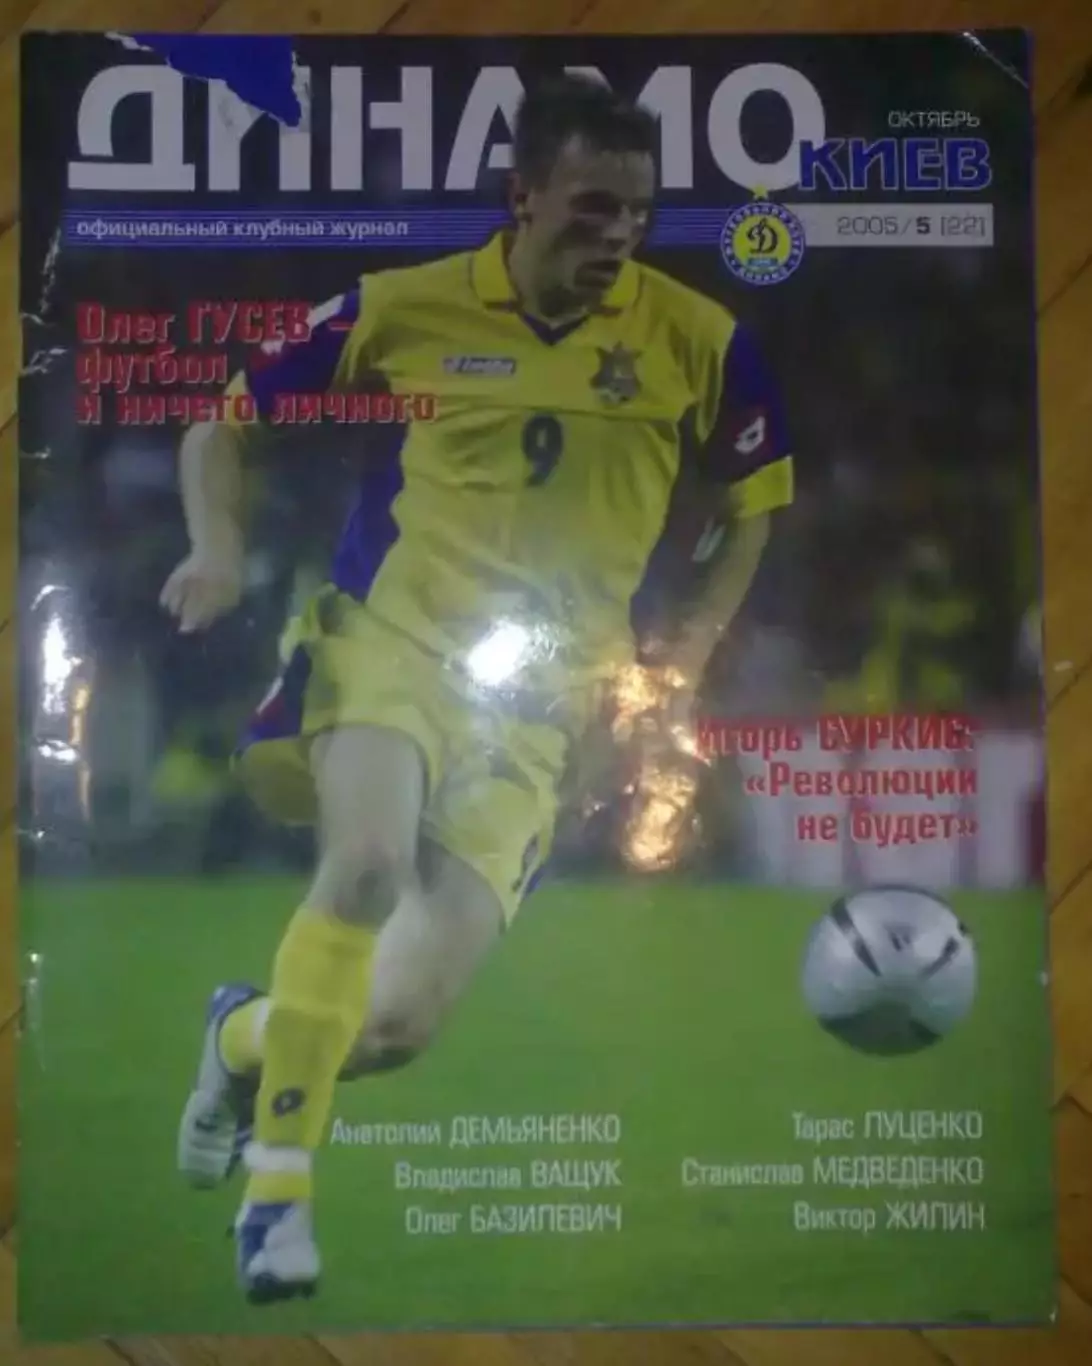 ДИНАМО
ОКТЯБРЬ
КИЕВ
официальный клубный журнал
2005/5 [22]
Олег ГУСЕВ –
футбол
и ничего личного
lotto
9
Игорь СУРКИС:
«Революции
не будет»
Анатолий ДЕМЬЯНЕНКО
Владислав ВАЩУК
Олег БАЗИЛЕВИЧ
Тарас ЛУЦЕНКО
Станислав МЕДВЕДЕНКО
Виктор ЖИЛИН